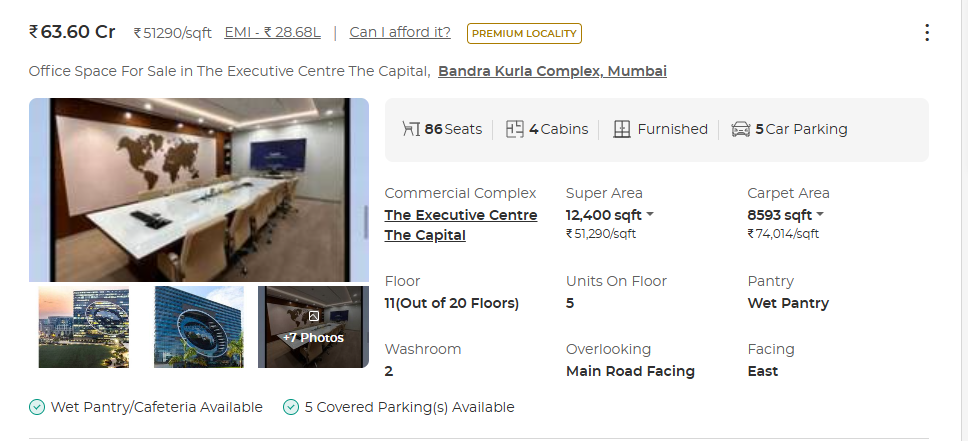 ₹63.60 Cr ₹51290/sqft EMI - ₹ 28.68L | Can I afford it? PREMIUM LOCALITY
Office Space For Sale in The Executive Centre The Capital, Bandra Kurla Complex, Mumbai
86 Seats 4 Cabins Furnished 5 Car Parking
Commercial Complex Super Area Carpet Area
The Executive Centre 12,400 sqft 8593 sqft
The Capital ₹51,290/sqft ₹74,014/sqft
Floor Units On Floor Pantry
11(Out of 20 Floors) 5 Wet Pantry
+7 Photos
Washroom Overlooking Facing
2 Main Road Facing East
Wet Pantry/Cafeteria Available 5 Covered Parking(s) Available